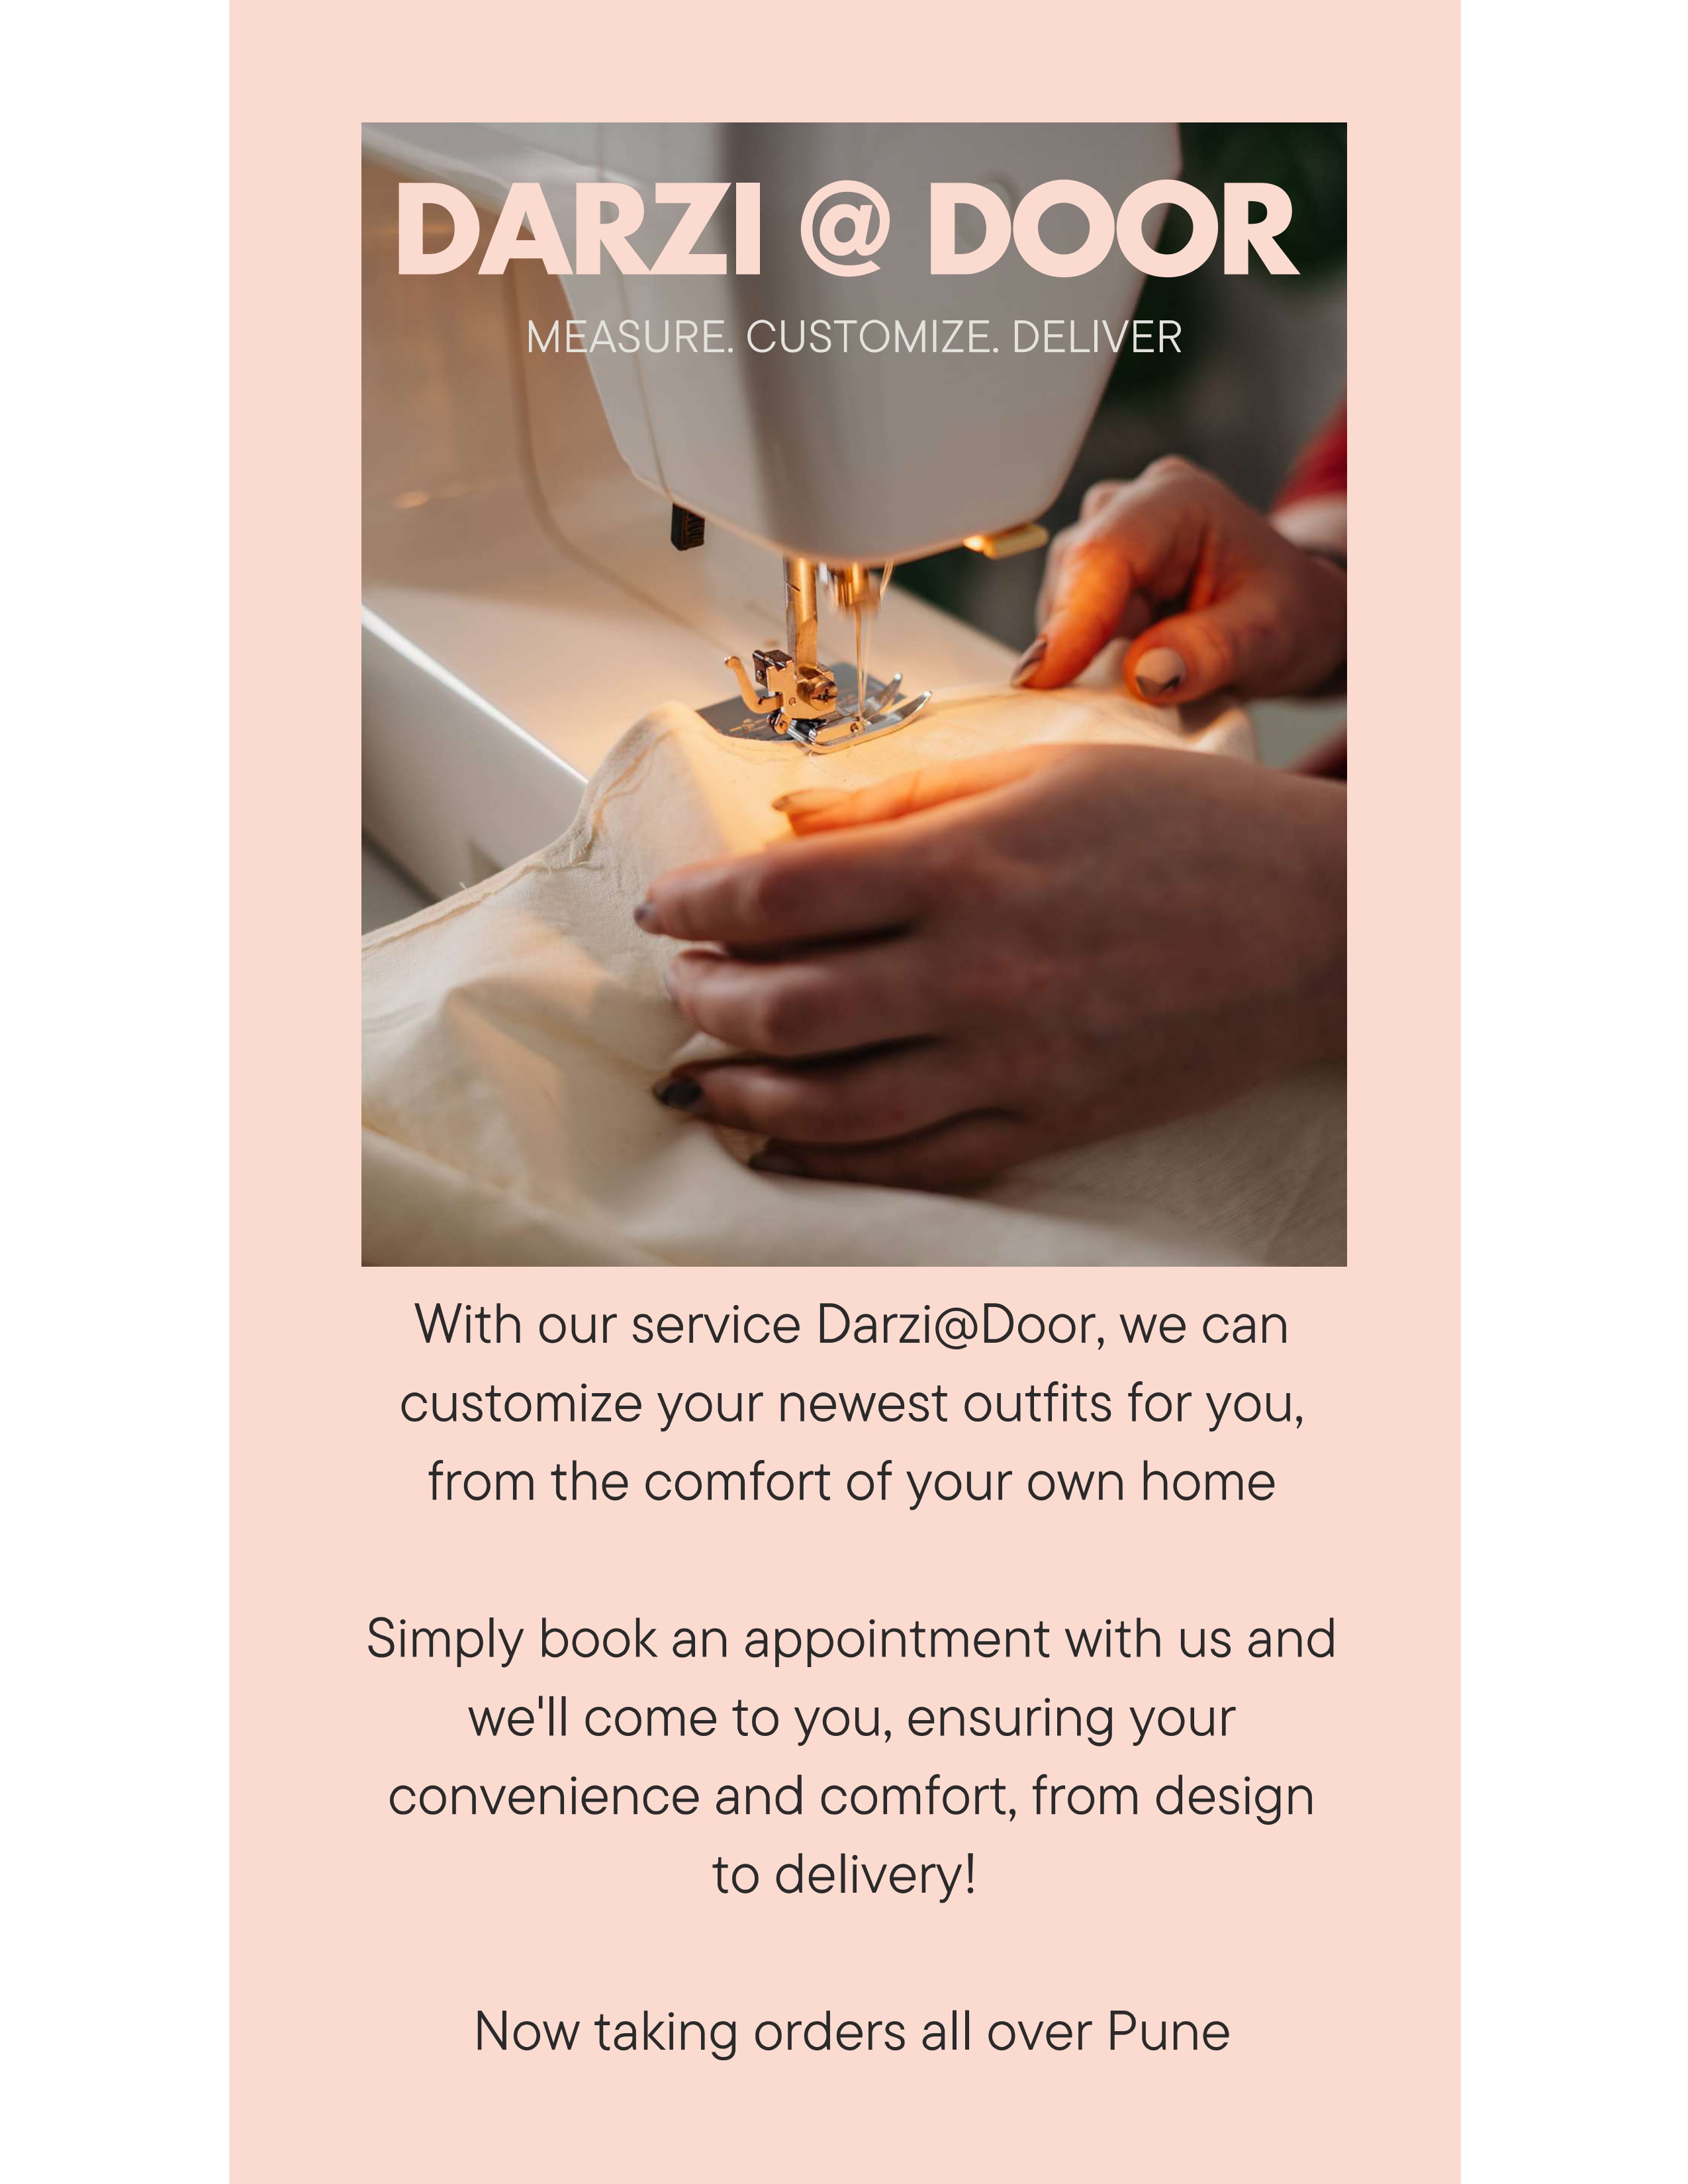 DARZI @ DOOR
MEASURE. CUSTOMIZE. DELIVER
With our service Darzi@Door, we can
customize your newest outfits for you,
from the comfort of your own home
Simply book an appointment with us and
we'll come to you, ensuring your
convenience and comfort, from design
to delivery!
Now taking orders all over Pune